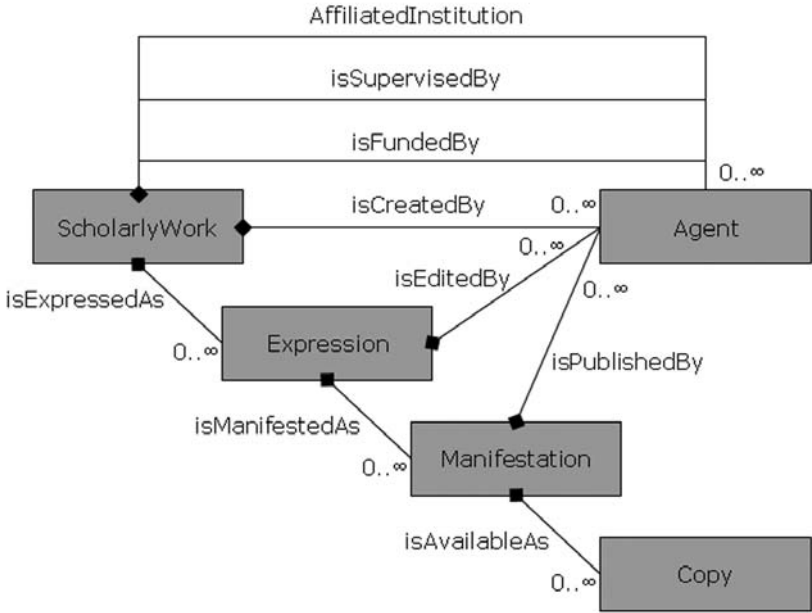 AffiliatedInstitution
isSupervisedBy
isFundedBy
0..∞
isCreatedBy
0..∞
ScholarlyWork
Agent
0..∞
isEditedBy
isExpressedAs
0..∞
0..∞
Expression
isPublishedBy
isManifestedAs
0..∞
Manifestation
isAvailableAs
0..∞
Copy